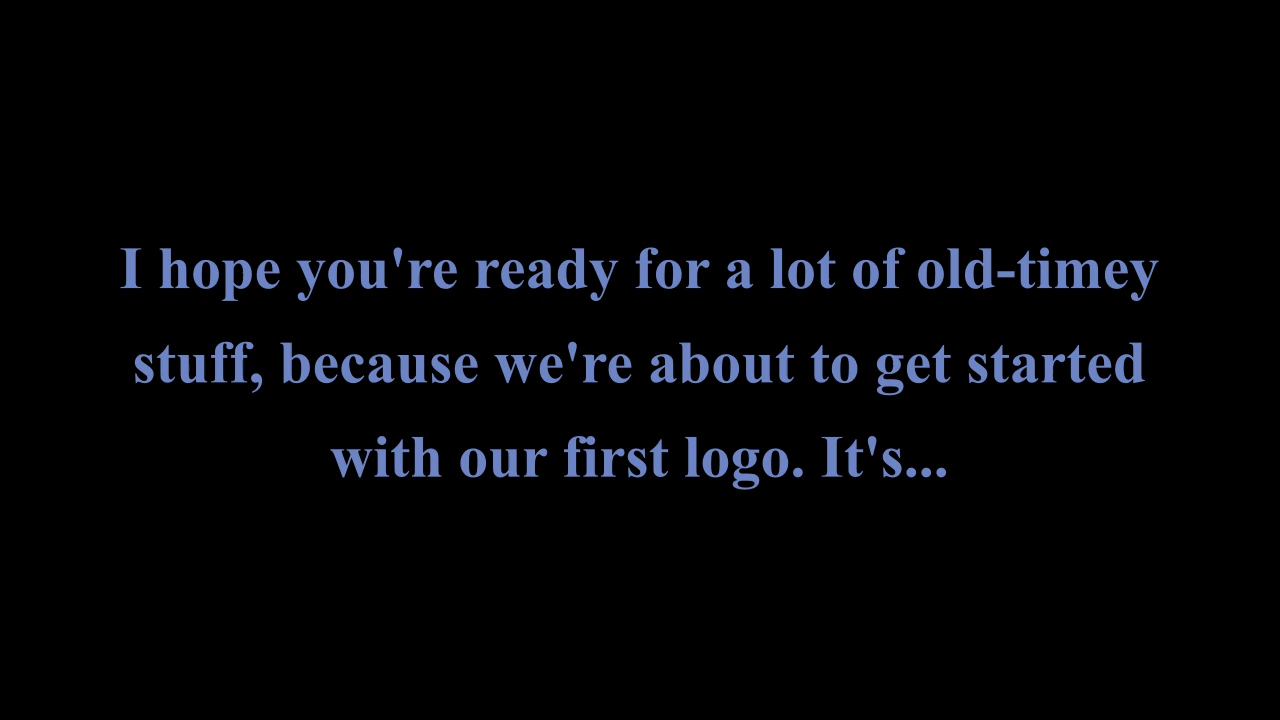 I hope you're ready for a lot of old-timey
stuff, because we're about to get started
with our first logo. It's...